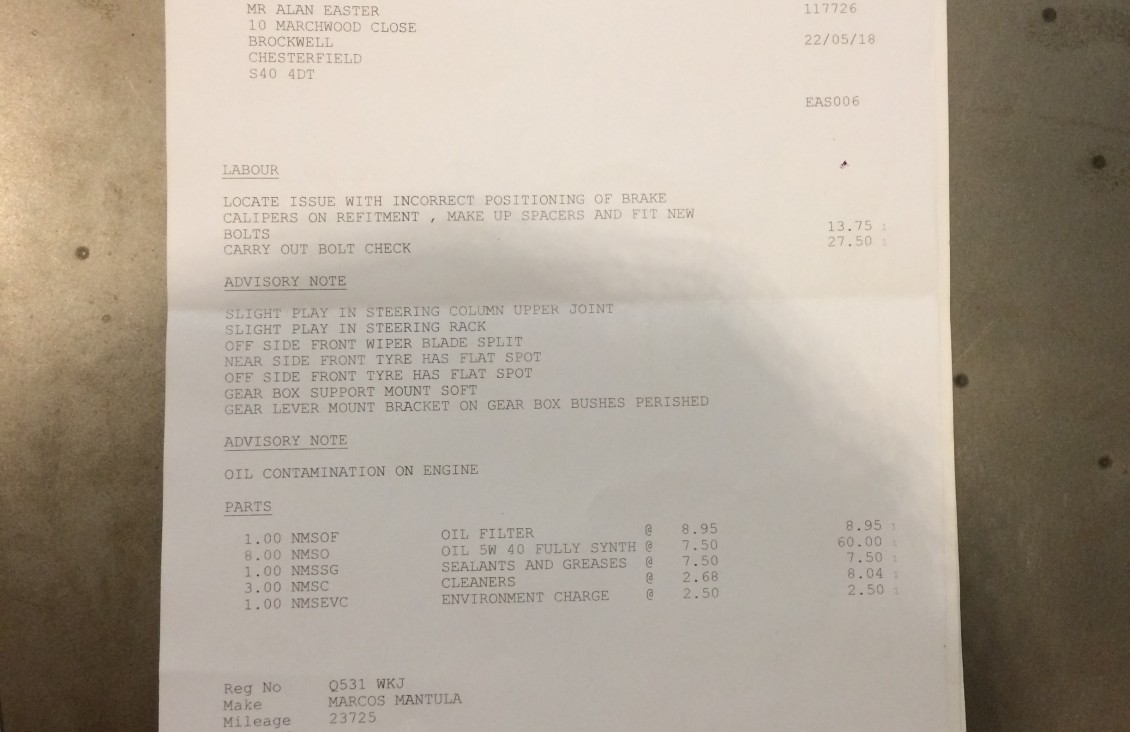 MR ALAN EASTER 117726
10 MARCHWOOD CLOSE
BROCKWELL 22/05/18
CHESTERFIELD
S40 4DT
EAS006
LABOUR
LOCATE ISSUE WITH INCORRECT POSITIONING OF BRAKE
CALIPERS ON REFITMENT , MAKE UP SPACERS AND FIT NEW
BOLTS 13.75 1
CARRY OUT BOLT CHECK 27.50 1
ADVISORY NOTE
SLIGHT PLAY IN STEERING COLUMN UPPER JOINT
SLIGHT PLAY IN STEERING RACK
OFF SIDE FRONT WIPER BLADE SPLIT
NEAR SIDE FRONT TYRE HAS FLAT SPOT
OFF SIDE FRONT TYRE HAS FLAT SPOT
GEAR BOX SUPPORT MOUNT SOFT
GEAR LEVER MOUNT BRACKET ON GEAR BOX BUSHES PERISHED
ADVISORY NOTE
OIL CONTAMINATION ON ENGINE
PARTS
1.00 NMSOF OIL FILTER @ 8.95 8.95 1
8.00 NMSO OIL 5W 40 FULLY SYNTH @ 7.50 60.00 1
1.00 NMSSG SEALANTS AND GREASES @ 7.50 7.50 1
3.00 NMSC CLEANERS @ 2.68 8.04 1
1.00 NMSEVC ENVIRONMENT CHARGE @ 2.50 2.50 1
Reg No Q531 WKJ
Make MARCOS MANTULA
Mileage 23725